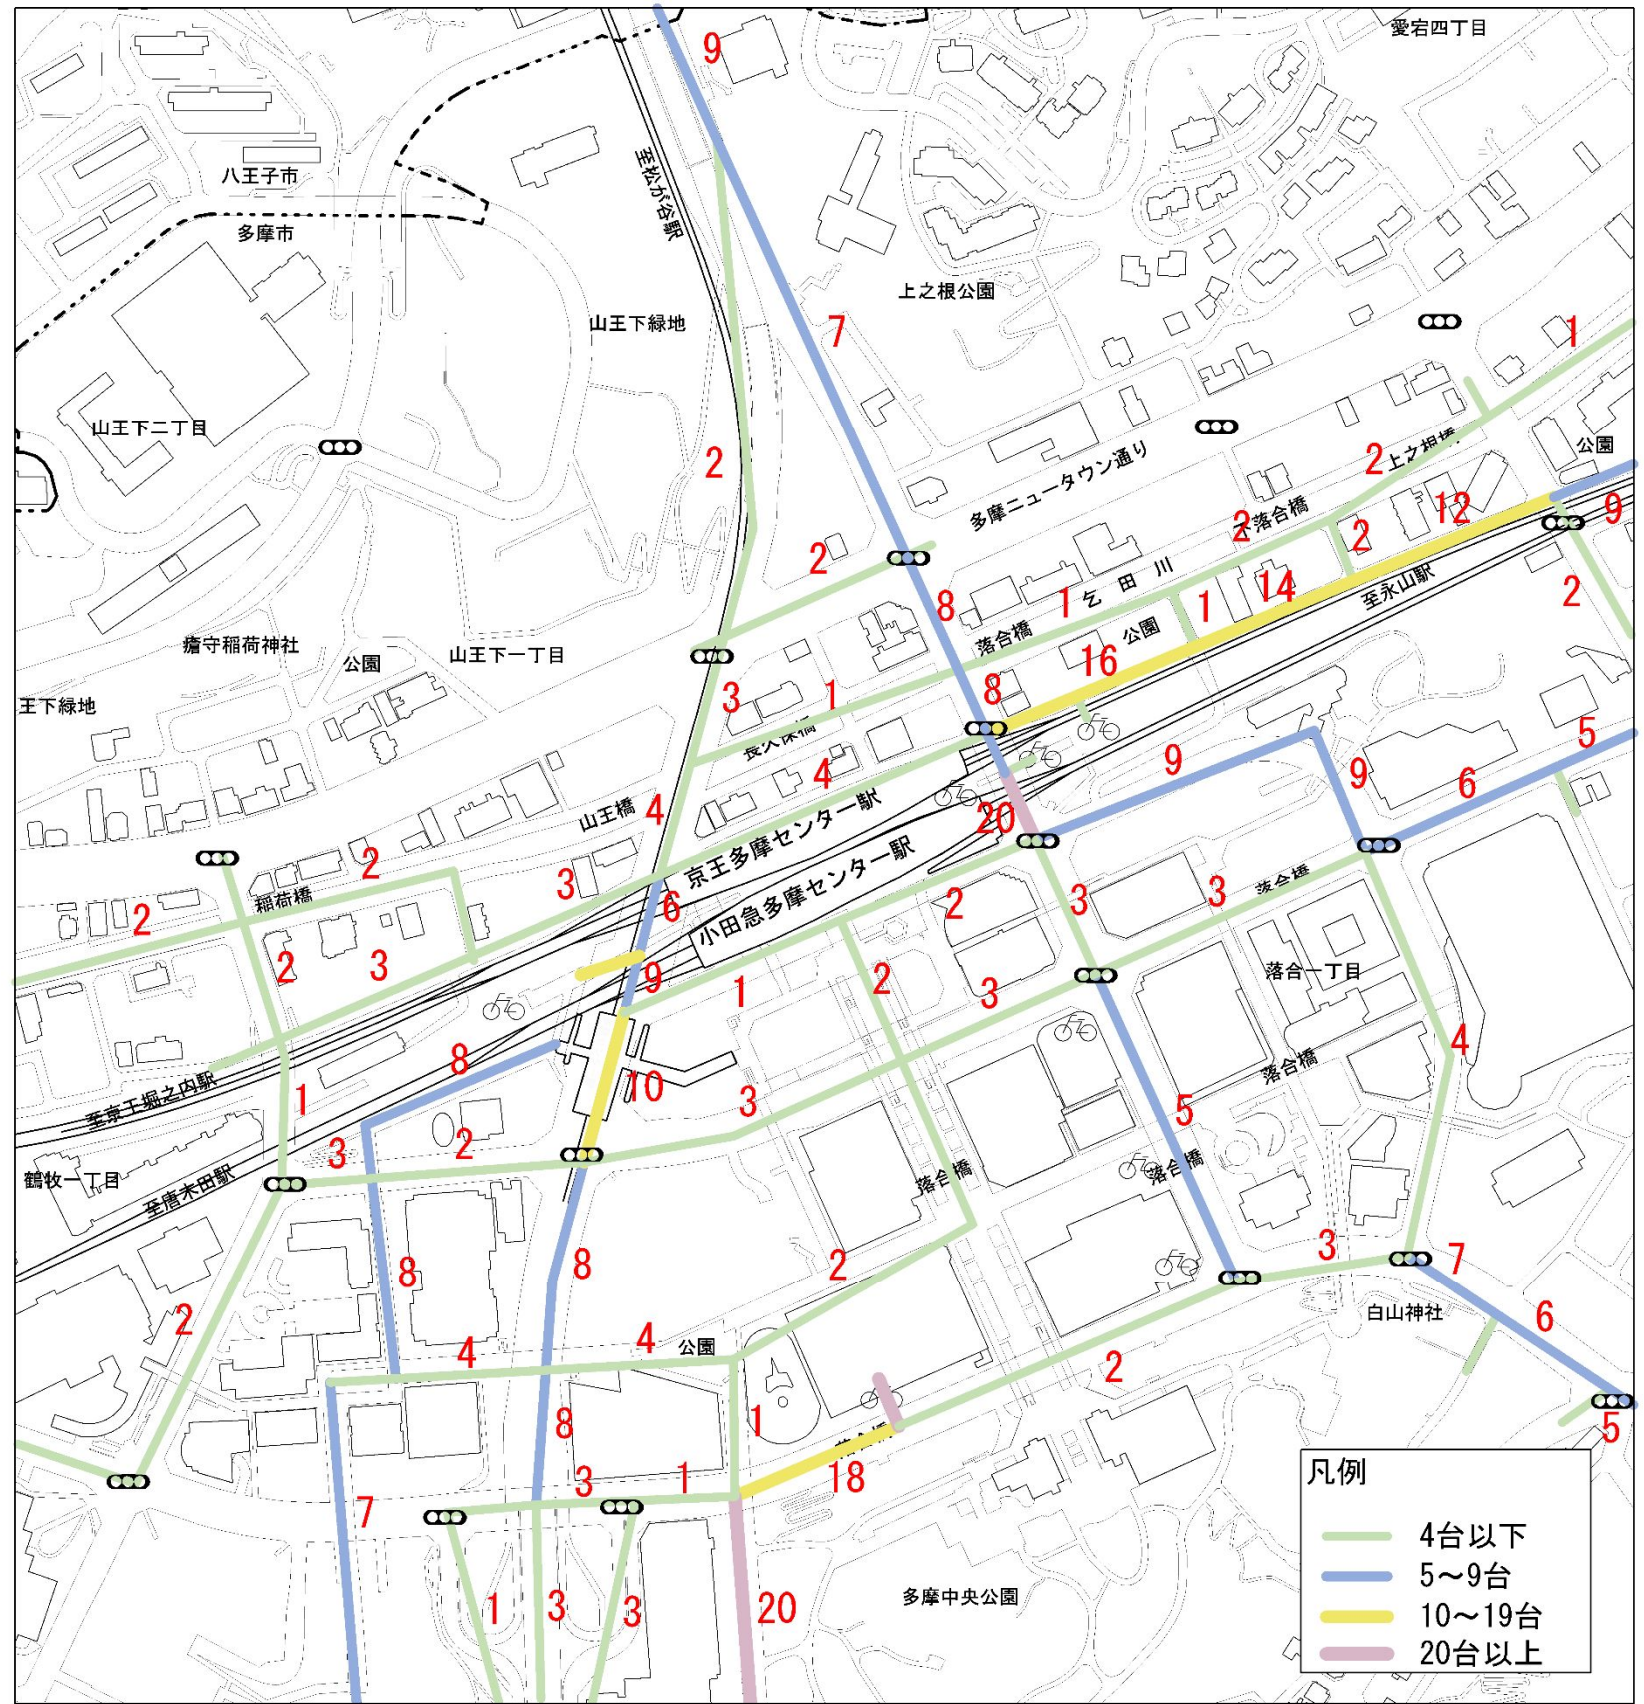 愛宕四丁目
9
八王子市
至松が谷駅
多摩市
上之根公園
山王下緑地
7
1
山王下二丁目
公園
2
多摩ニュータウン通り
2
上之根橋
12
9
2
下落合橋
2
2
14
至永山駅
2
8
1
乞田川
1
落合橋
公園
16
山王下一丁目
公園
王下緑地
3
1
8
長久保橋
4
5
9
9
6
山王橋
4
20
京王多摩センター駅
小田急多摩センター駅
2
稲荷橋
3
6
2
3
3
落合橋
2
2
3
9
1
2
3
落合一丁目
8
1
10
3
4
落合橋
5
至京王堀之内駅
3
2
鶴牧一丁目
至唐木田駅
落合橋
落合橋
8
8
2
3
7
2
白山神社
6
4
4
公園
2
8
1
5
3
1
18
7
1
3
3
20
多摩中央公園
凡例
4台以下
5～9台
10～19台
20台以上